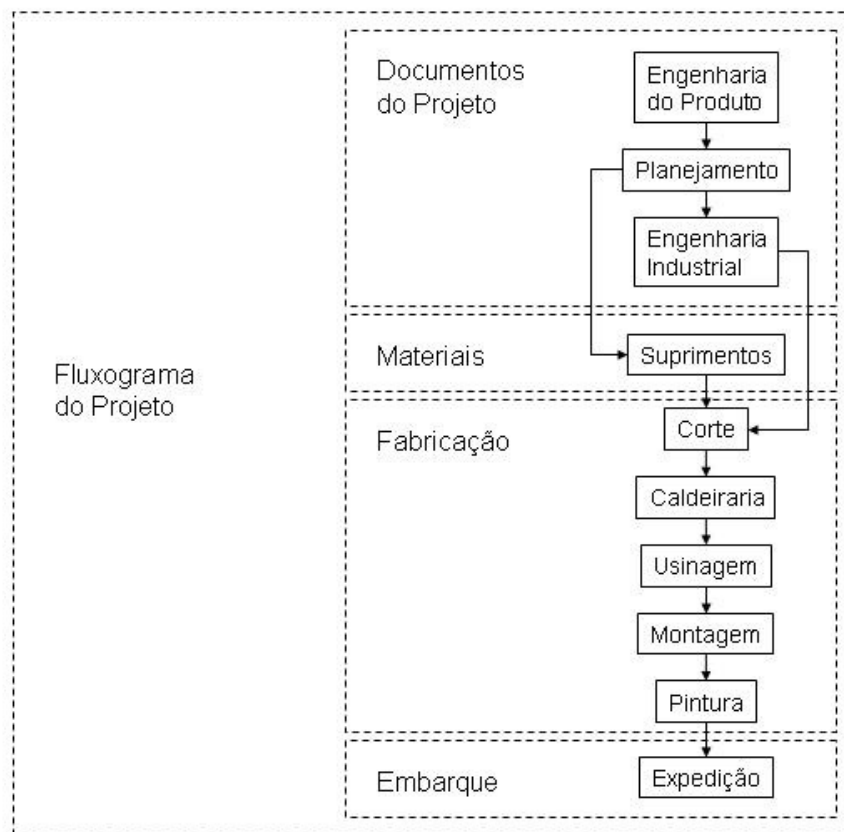 Documentos
do Projeto
Engenharia
do Produto
Planejamento
Engenharia
Industrial
Materiais
Suprimentos
Fluxograma
do Projeto
Fabricação
Corte
Caldeiraria
Usinagem
Montagem
Pintura
Embarque
Expedição